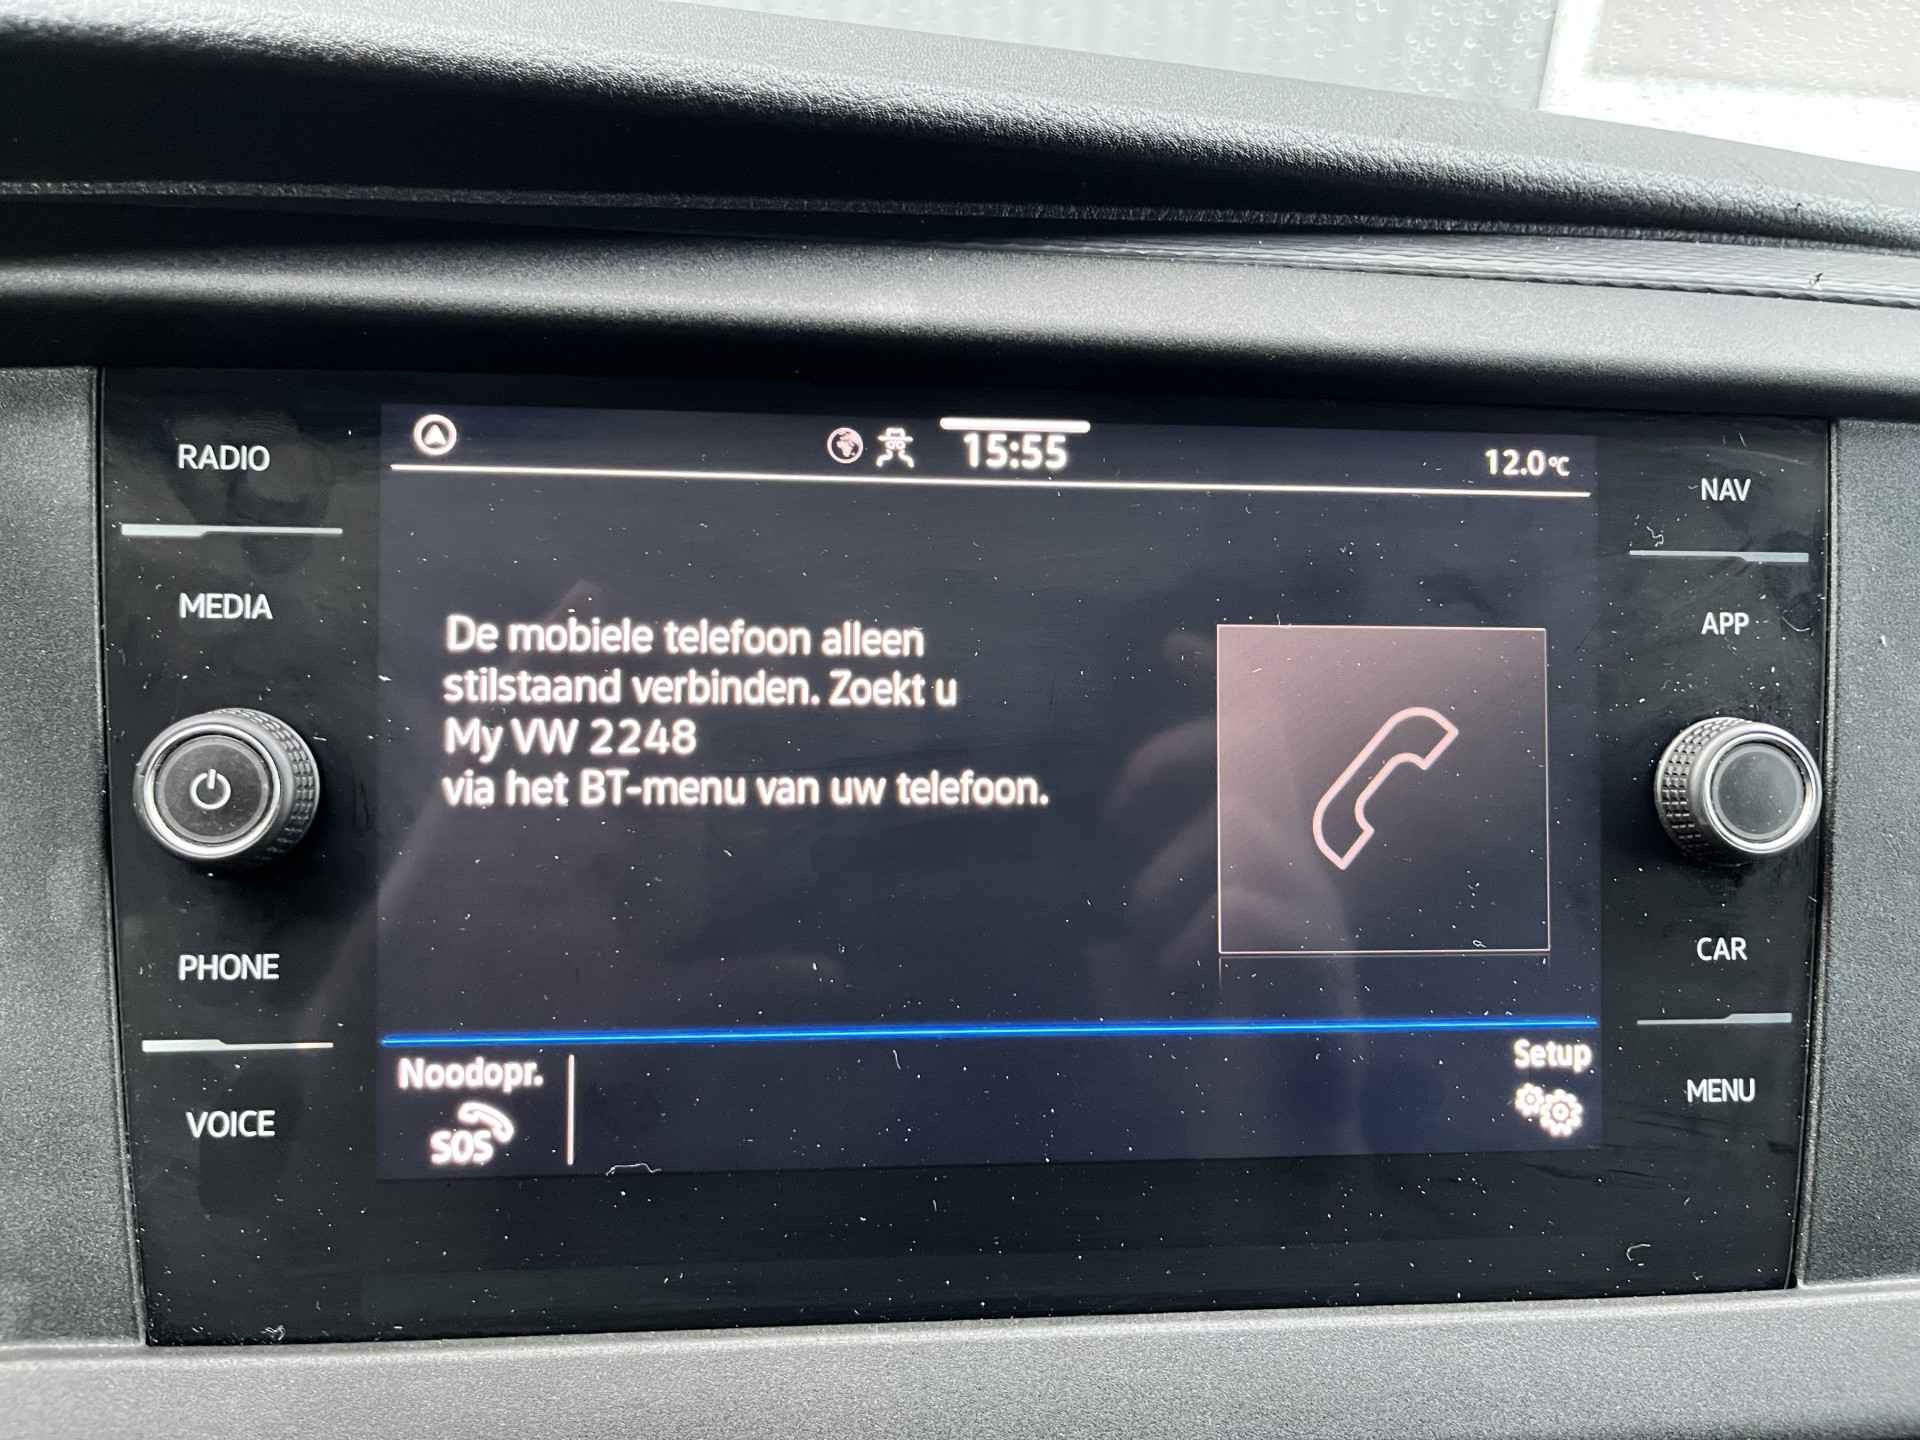 RADIO
MEDIA
PHONE
VOICE
15:55
12.0°C
De mobiele telefoon alleen
stilstaand verbinden. Zoekt u
My VW 2248
via het BT-menu van uw telefoon.
Noodopr.
SOS
Setup
NAV
APP
CAR
MENU